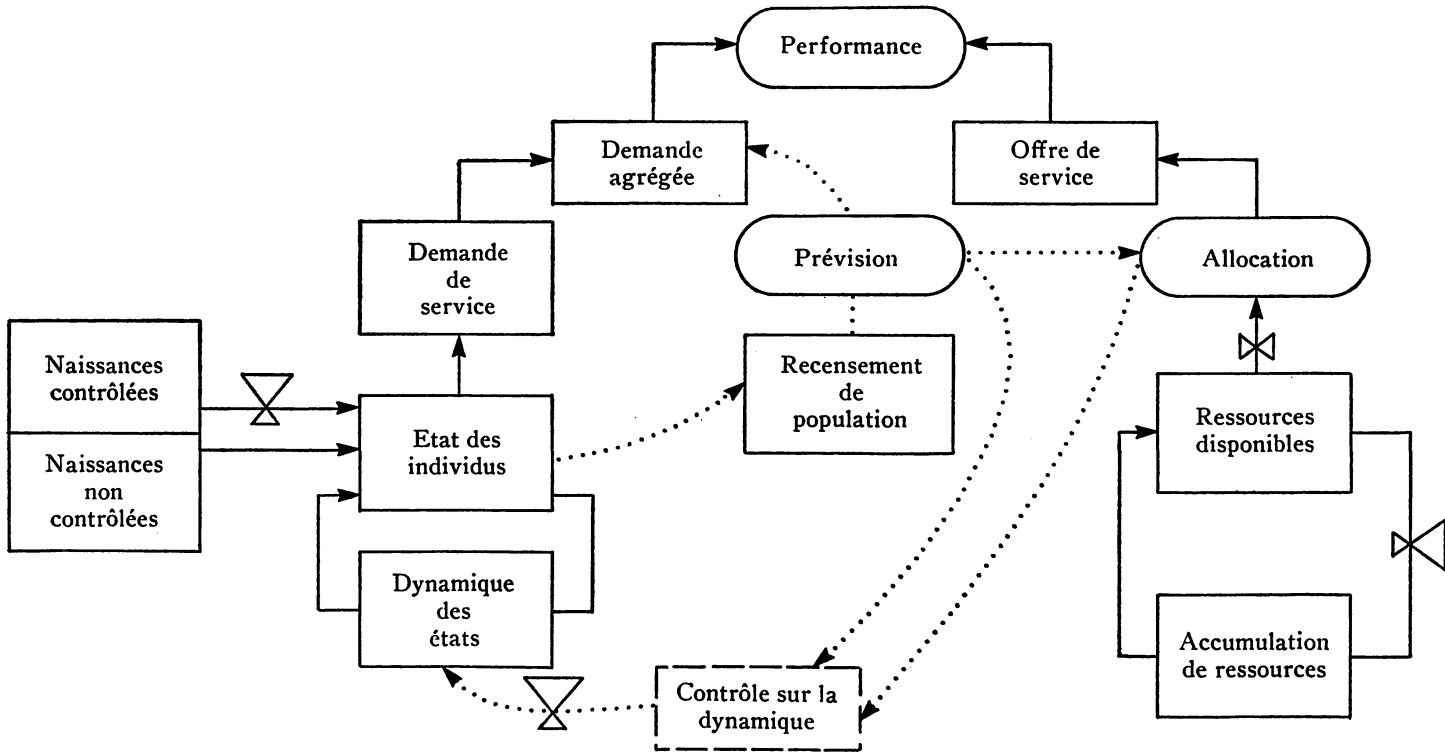 Performance
Demande
agrégée
Offre de
service
Demande
de
service
Prévision
Allocation
Naissances
contrôlées
Naissances
non
contrôlées
Etat des
individus
Recensement
de
population
Ressources
disponibles
Dynamique
des
états
Contrôle sur la
dynamique
Accumulation
de ressources